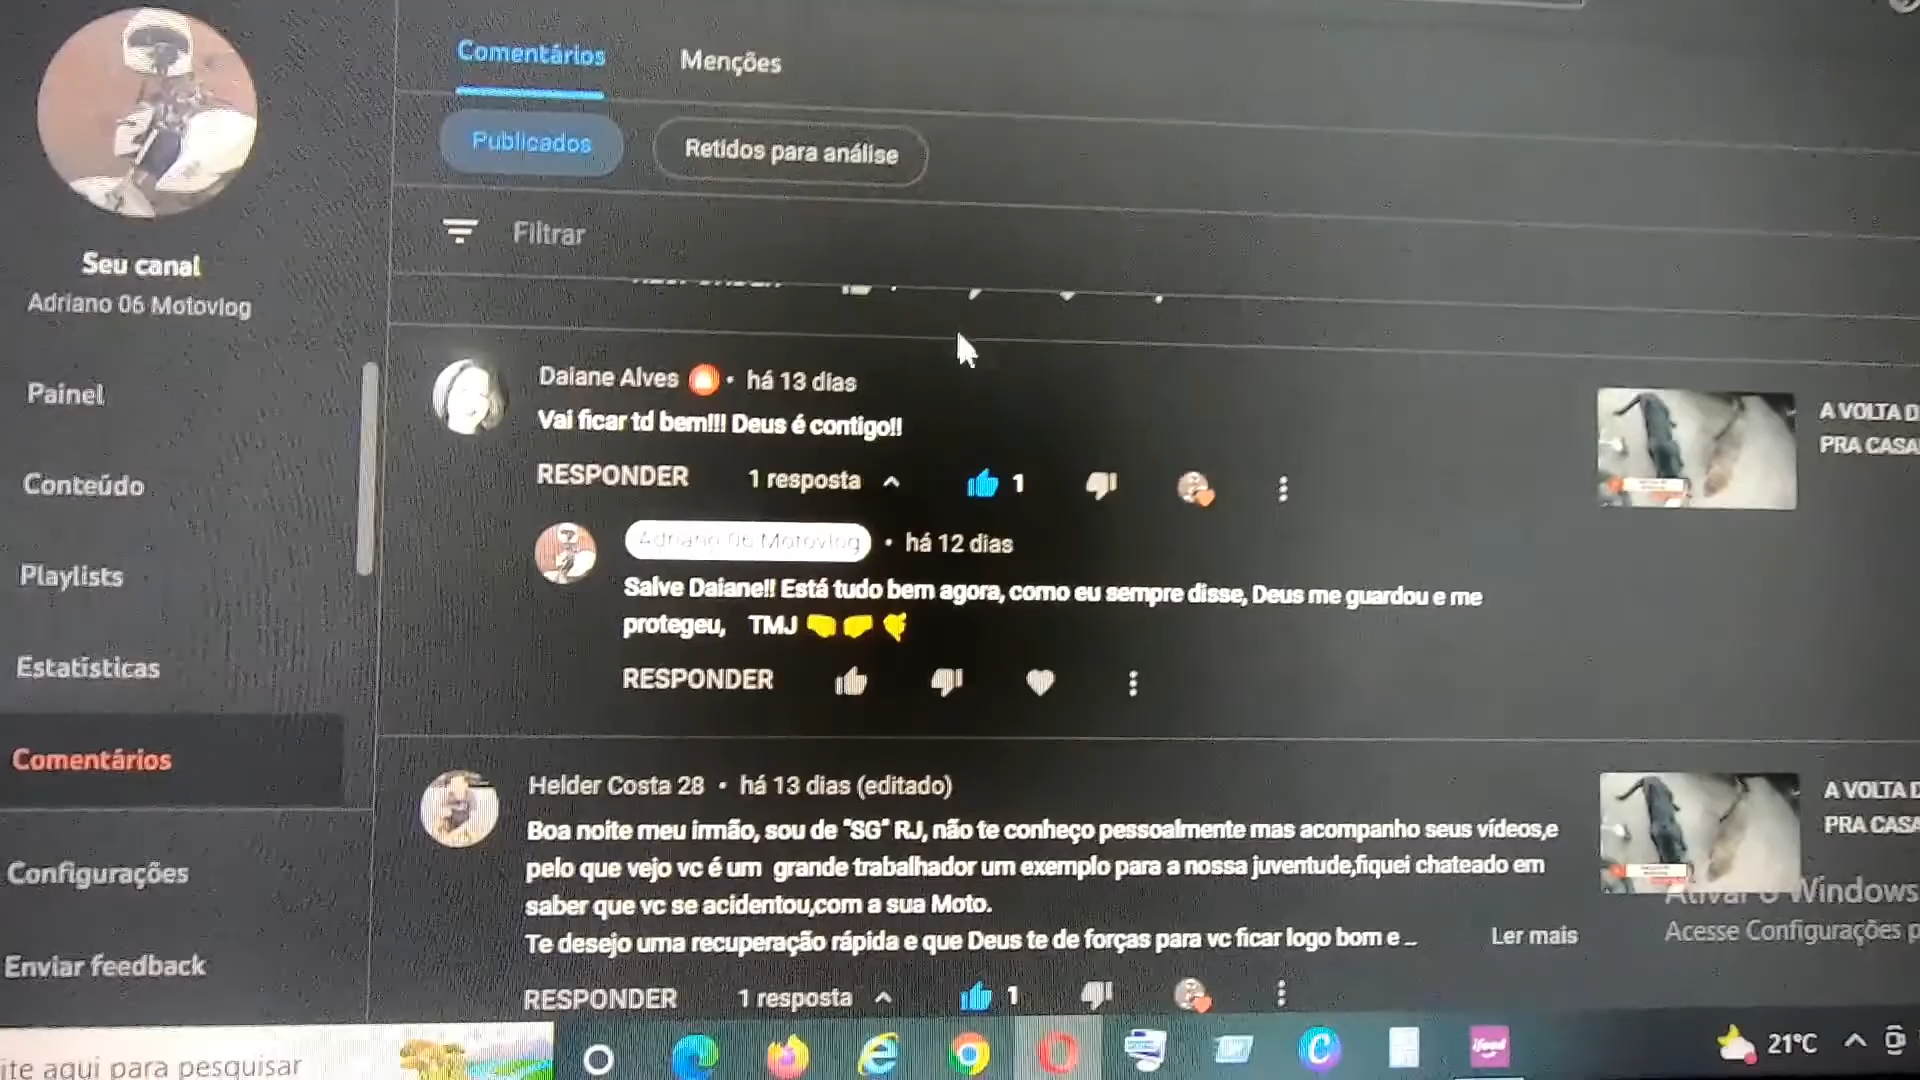 Comentários
Menções
Publicados
Retidos para análise
Filtrar
Seu canal
Adriano 06 Motovlog
Painel
Conteúdo
Playlists
Estatísticas
Comentários
Configurações
Enviar feedback
Daiane Alves • há 13 dias
Vai ficar td bem!!! Deus é contigo!!
RESPONDER 1 resposta 1
A VOLTA D
PRA CASA
Adriano 06 Motovlog • há 12 dias
Salve Daiane!! Está tudo bem agora, como eu sempre disse, Deus me guardou e me
protegeu, TMJ 
RESPONDER
Helder Costa 28 • há 13 dias (editado)
Boa noite meu irmão, sou de "SG" RJ, não te conheço pessoalmente mas acompanho seus vídeos,e
pelo que vejo vc é um grande trabalhador um exemplo para a nossa juventude,fiquei chateado em
saber que vc se acidentou,com a sua Moto.
Te desejo uma recuperação rápida e que Deus te de forças para vc ficar logo bom e ...
Ler mais
RESPONDER 1 resposta 1
A VOLTA D
PRA CASA
Ativar o Windows
Acesse Configurações p
ite aqui para pesquisar
ifood
21°C